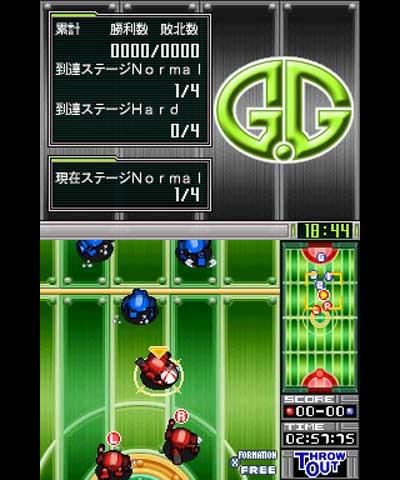 累計 勝利数 敗北数
0000/0000
到達ステージNormal
1/4
到達ステージHard
0/4
現在ステージNormal
1/4
G.G
18:44
G
L
R
SCORE
00-00
TIME
02:57:75
FORMATION
X FREE
THROW OUT